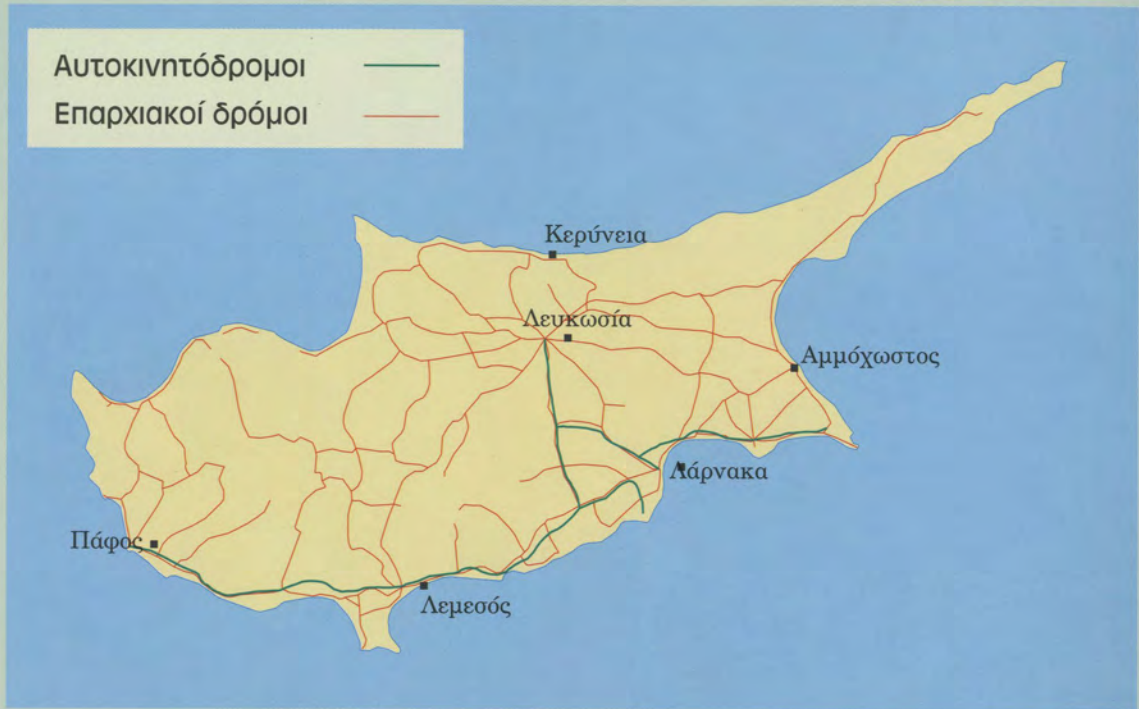 Αυτοκινητόδρομοι
Επαρχιακοί δρόμοι
Κερύνεια
Λευκωσία
Αμμόχωστος
Λάρνακα
Πάφος
Λεμεσός